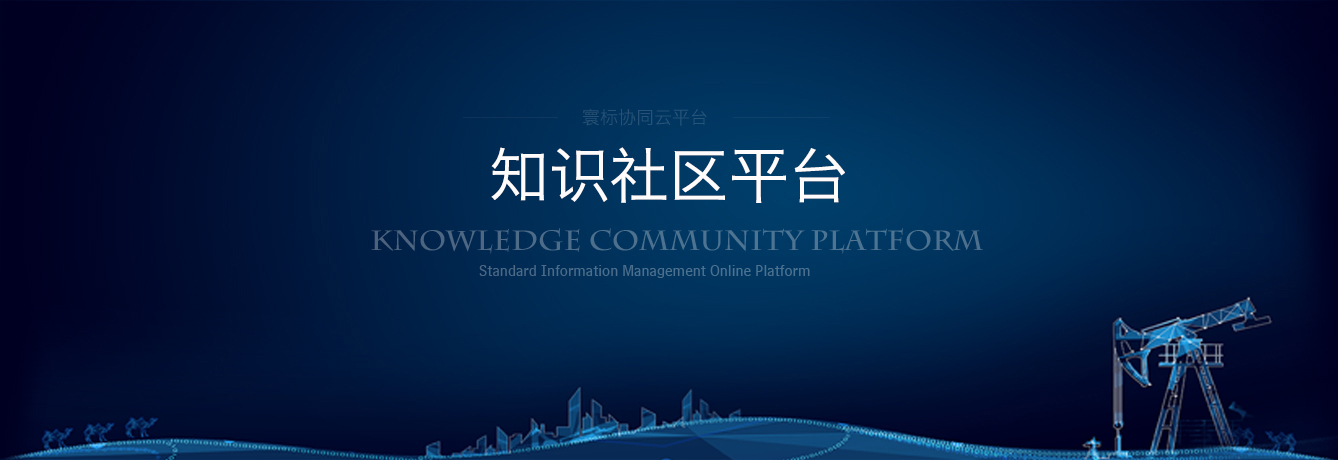 寰标协同云平台
知识社区平台
KNOWLEDGE COMMUNITY PLATFORM
Standard Information Management Online Platform